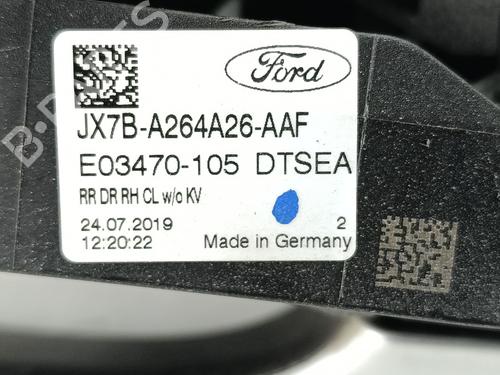 Ford
JX7B-A264A26-AAF
E03470-105 DTSEA
RR DR RH CL w/o KV
24.07.2019
2
12:20:22
Made in Germany